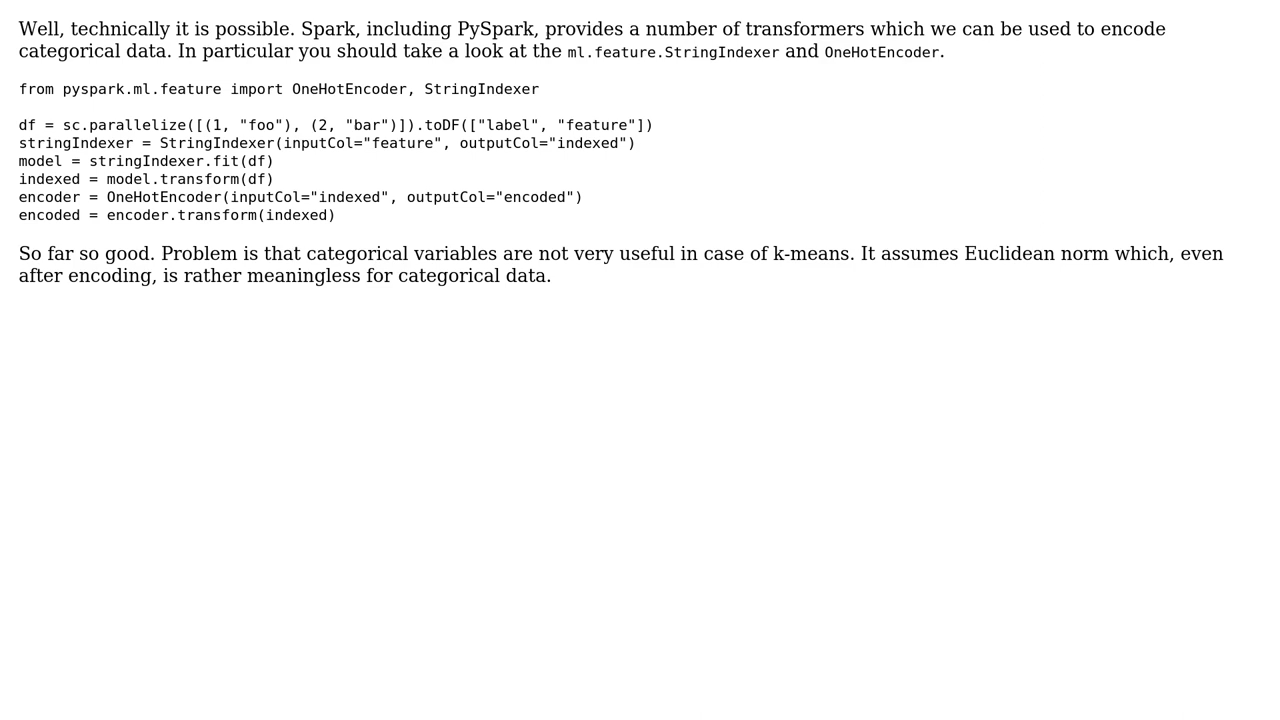 Well, technically it is possible. Spark, including PySpark, provides a number of transformers which we can be used to encode
categorical data. In particular you should take a look at the ml.feature.StringIndexer and OneHotEncoder.
from pyspark.ml.feature import OneHotEncoder, StringIndexer
df = sc.parallelize([(1, "foo"), (2, "bar")]).toDF(["label", "feature"])
stringIndexer = StringIndexer(inputCol="feature", outputCol="indexed")
model = stringIndexer.fit(df)
indexed = model.transform(df)
encoder = OneHotEncoder(inputCol="indexed", outputCol="encoded")
encoded = encoder.transform(indexed)
So far so good. Problem is that categorical variables are not very useful in case of k-means. It assumes Euclidean norm which, even
after encoding, is rather meaningless for categorical data.